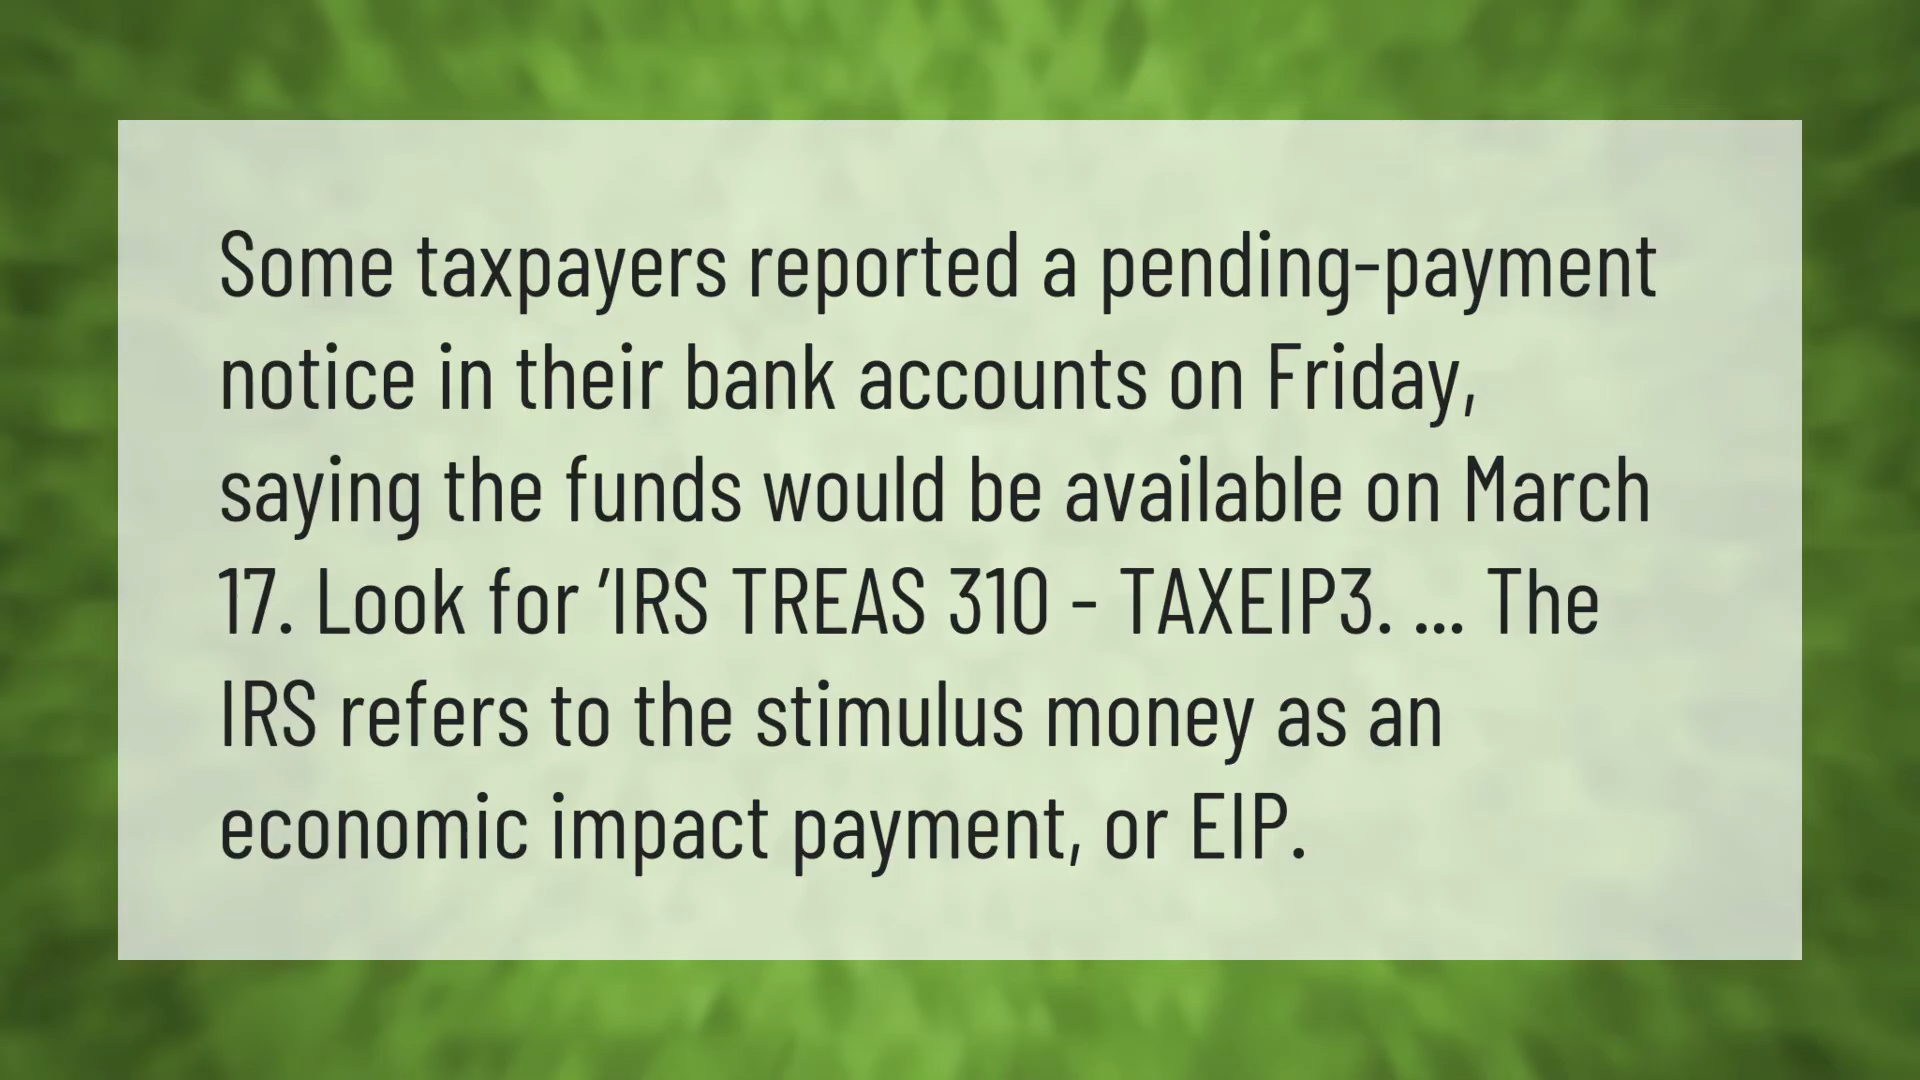 Some taxpayers reported a pending-payment
notice in their bank accounts on Friday,
saying the funds would be available on March
17. Look for 'IRS TREAS 310 - TAXEIP3. ... The
IRS refers to the stimulus money as an
economic impact payment, or EIP.